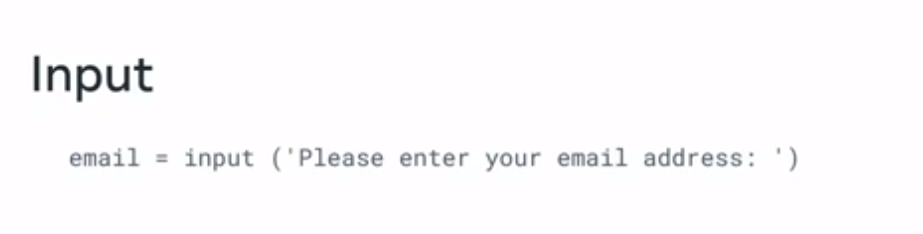 Input
email = input ('Please enter your email address: ')